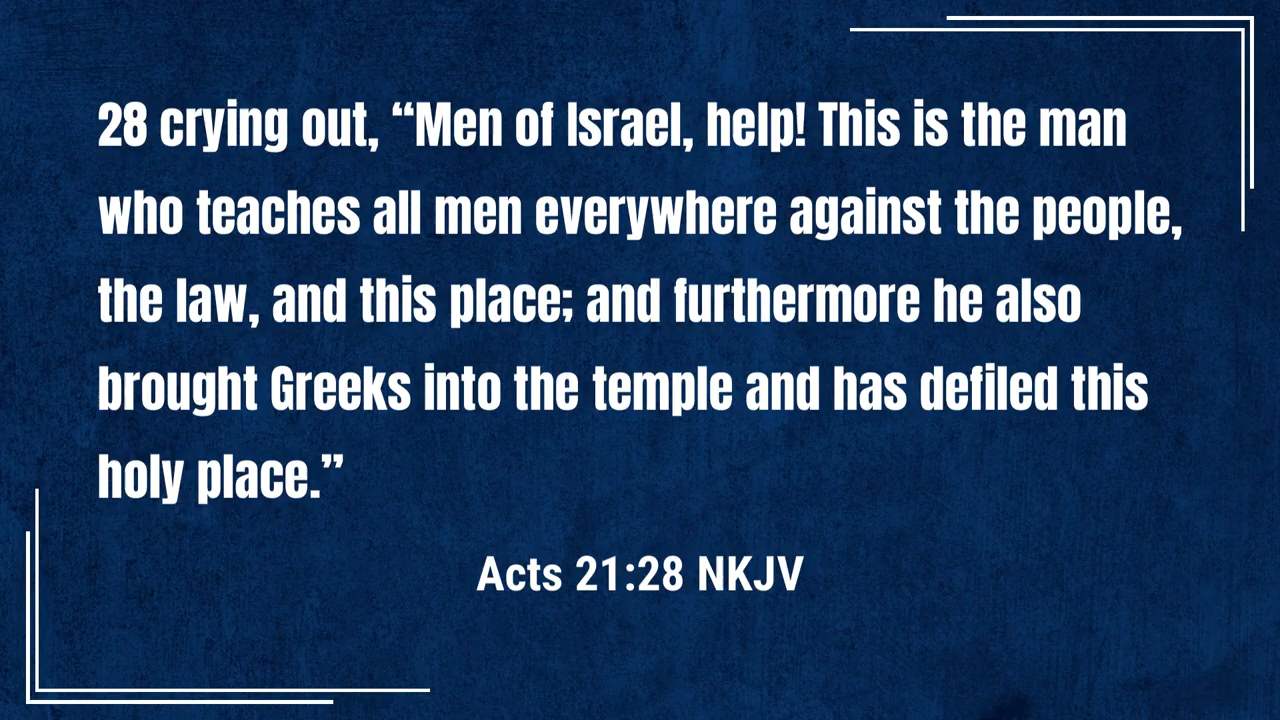 28 crying out, “Men of Israel, help! This is the man
who teaches all men everywhere against the people,
the law, and this place; and furthermore he also
brought Greeks into the temple and has defiled this
holy place.”
Acts 21:28 NKJV